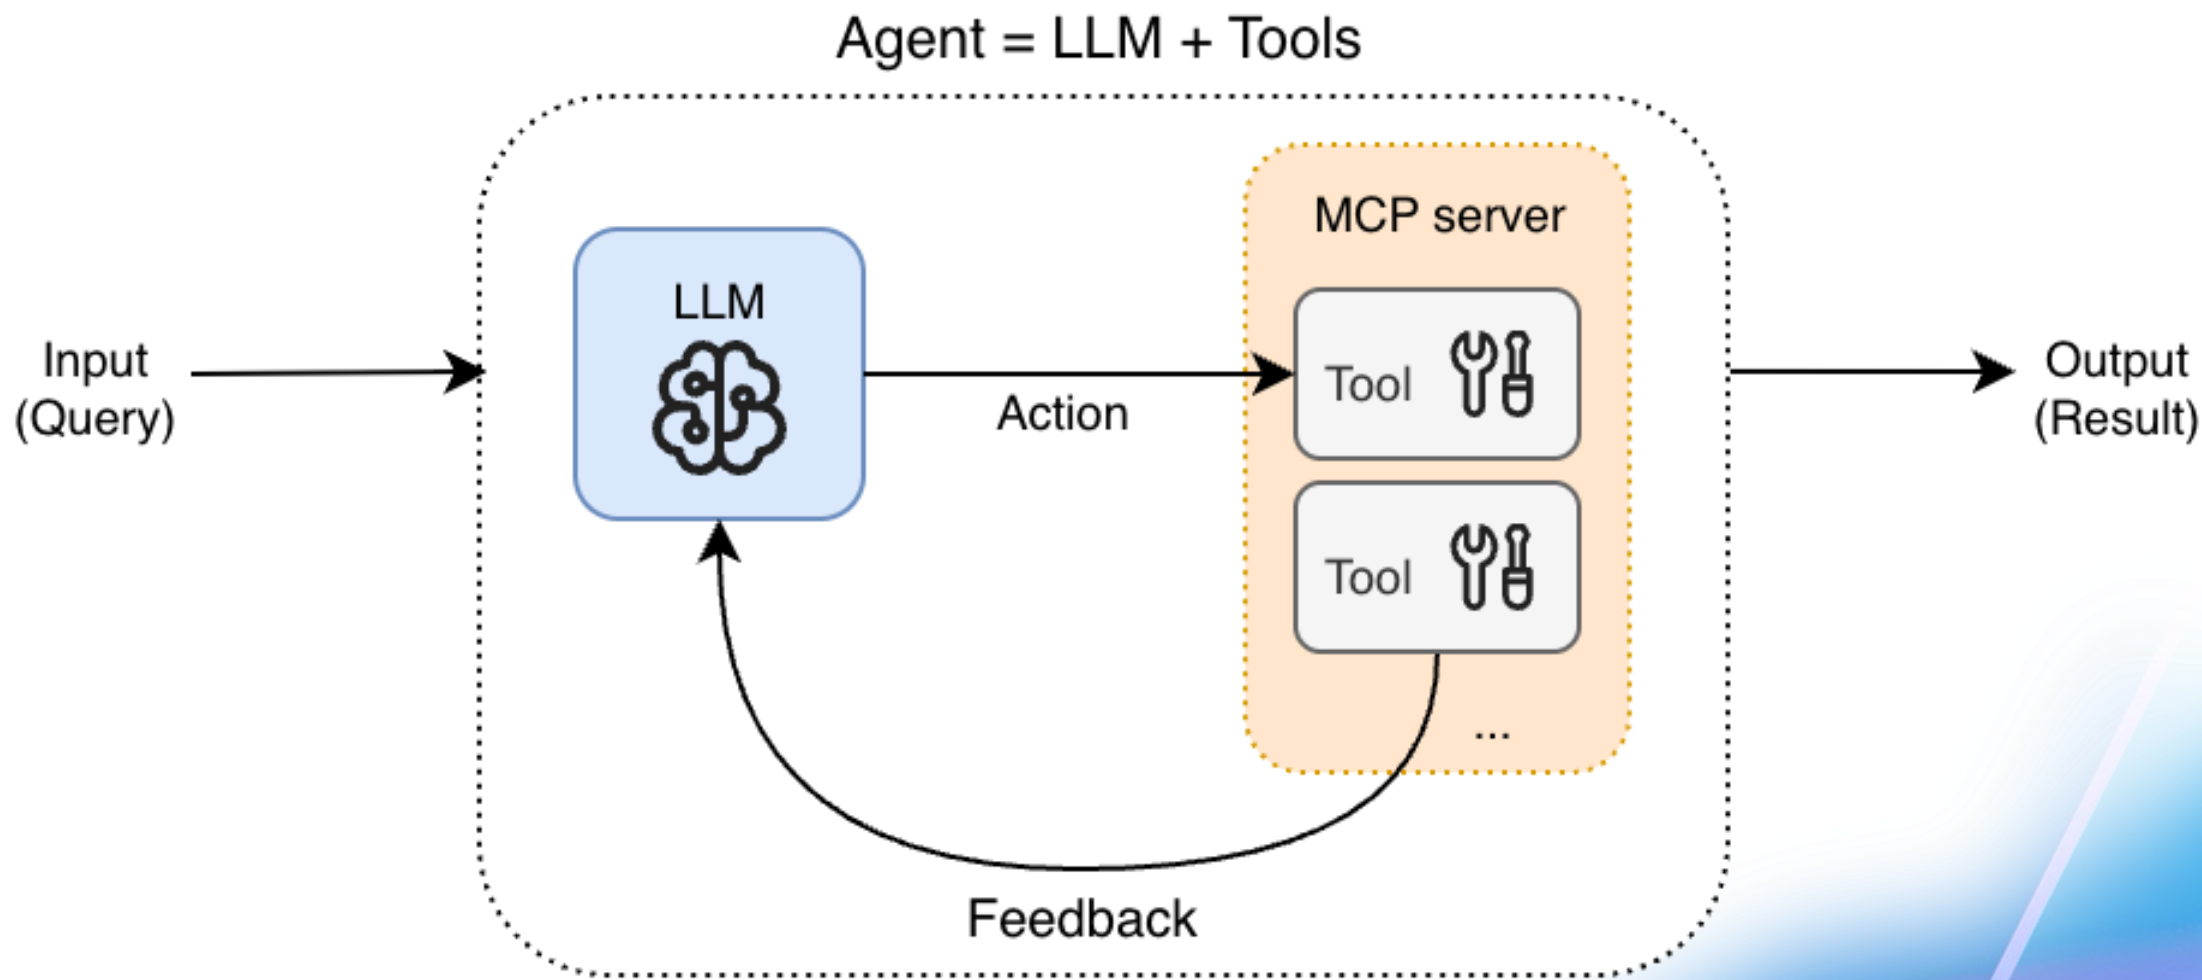 Agent = LLM + Tools
MCP server
LLM
Input
(Query)
Action
Tool
Output
(Result)
Tool
...
Feedback